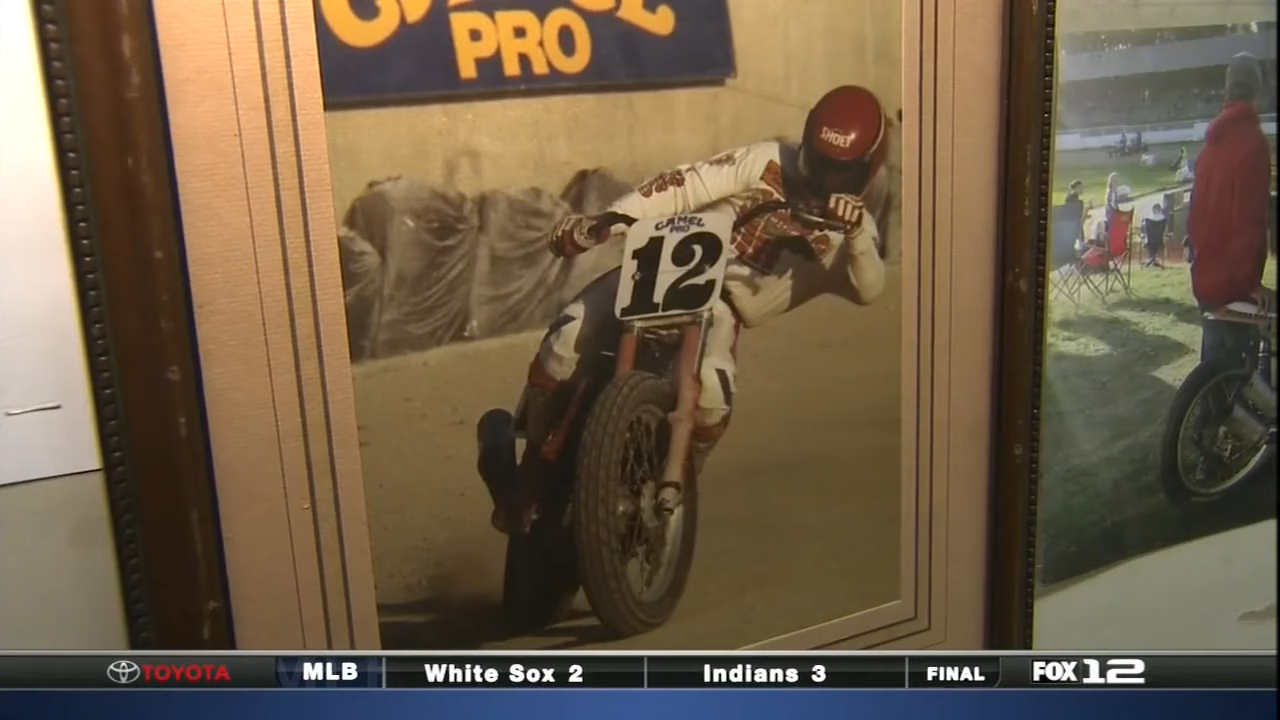 PRO
SHOEI
CAMEL
PRO
12
TOYOTA MLB White Sox 2 Indians 3 FINAL FOX 12